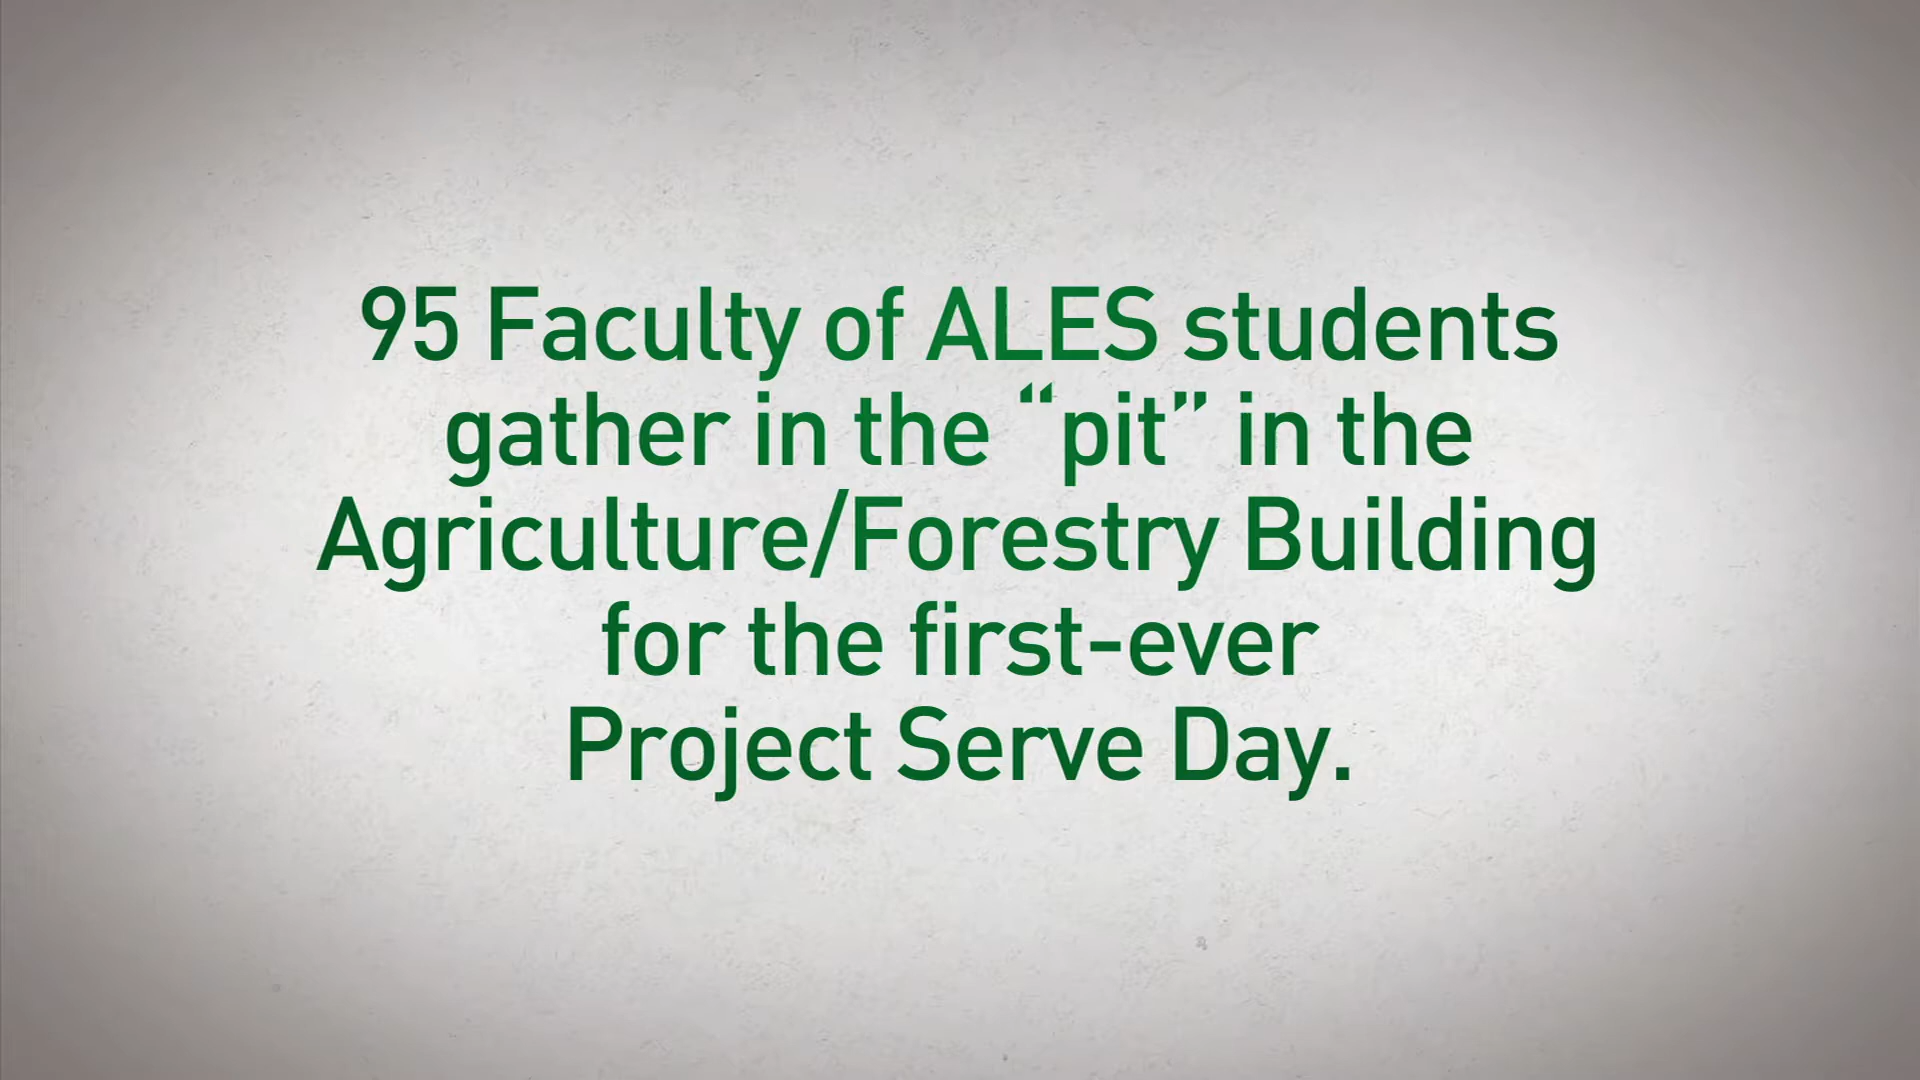 95 Faculty of ALES students
gather in the “pit” in the
Agriculture/Forestry Building
for the first-ever
Project Serve Day.